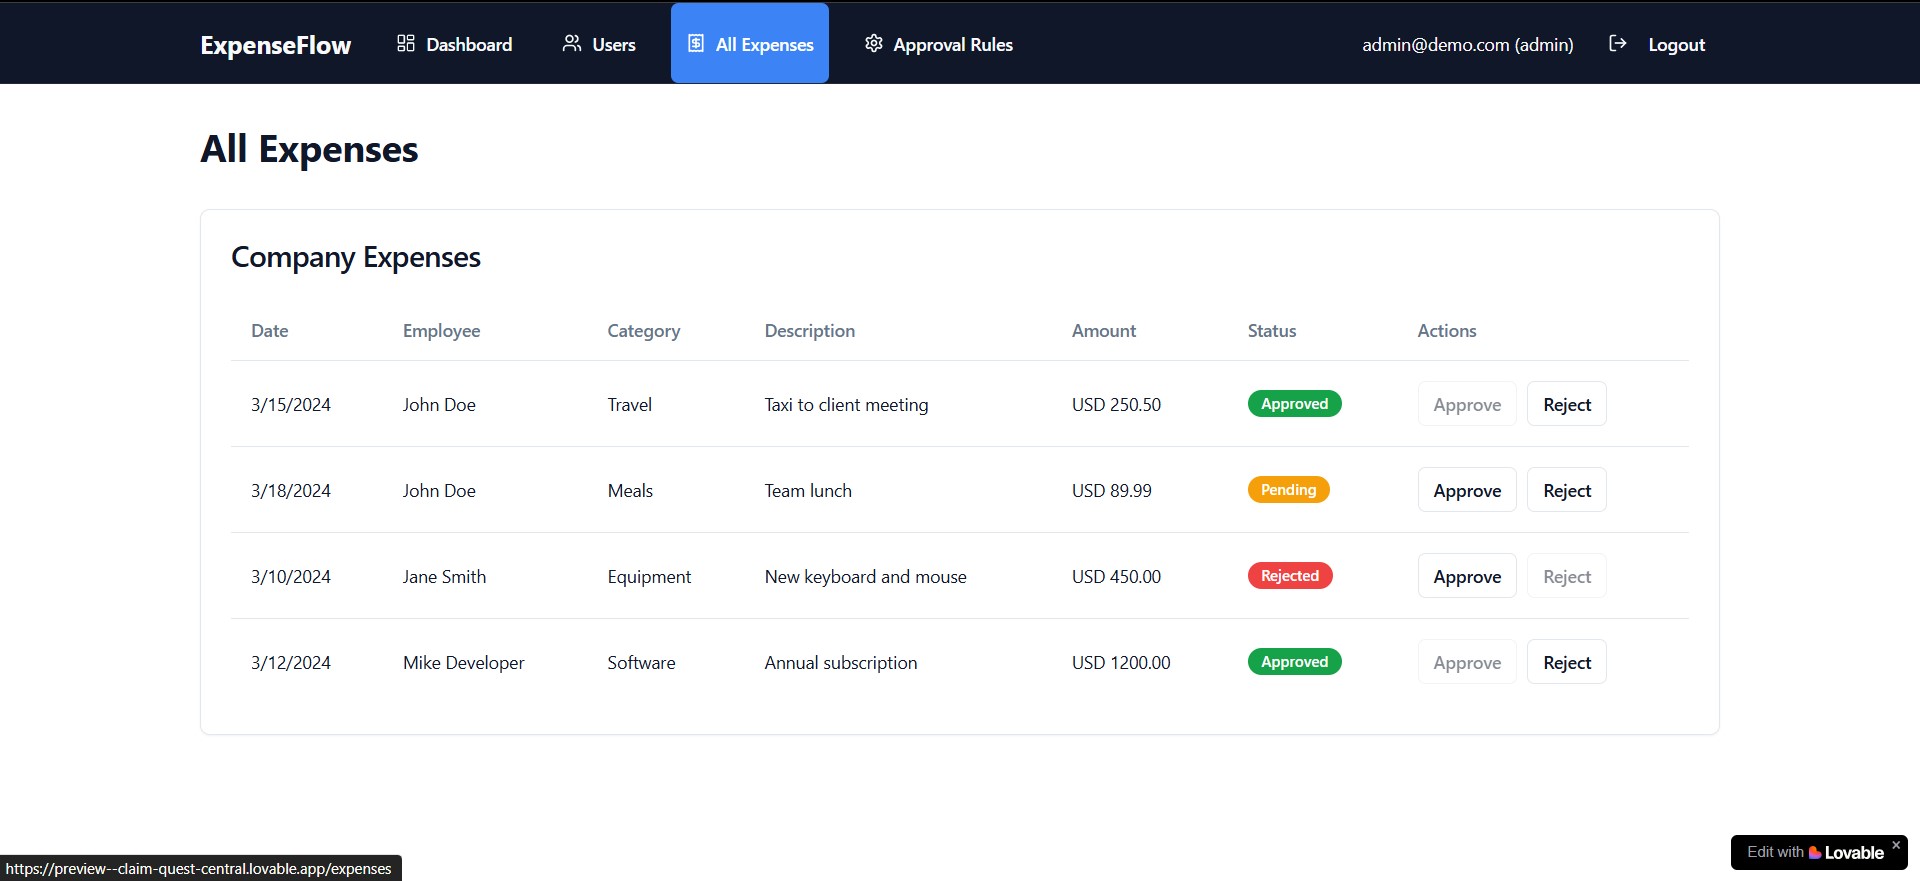 ExpenseFlow Dashboard Users All Expenses Approval Rules admin@demo.com (admin) Logout
All Expenses
Company Expenses
Date Employee Category Description Amount Status Actions
3/15/2024 John Doe Travel Taxi to client meeting USD 250.50 Approved Approve Reject
3/18/2024 John Doe Meals Team lunch USD 89.99 Pending Approve Reject
3/10/2024 Jane Smith Equipment New keyboard and mouse USD 450.00 Rejected Approve Reject
3/12/2024 Mike Developer Software Annual subscription USD 1200.00 Approved Approve Reject
Edit with Lovable
https://preview--claim-quest-central.lovable.app/expenses